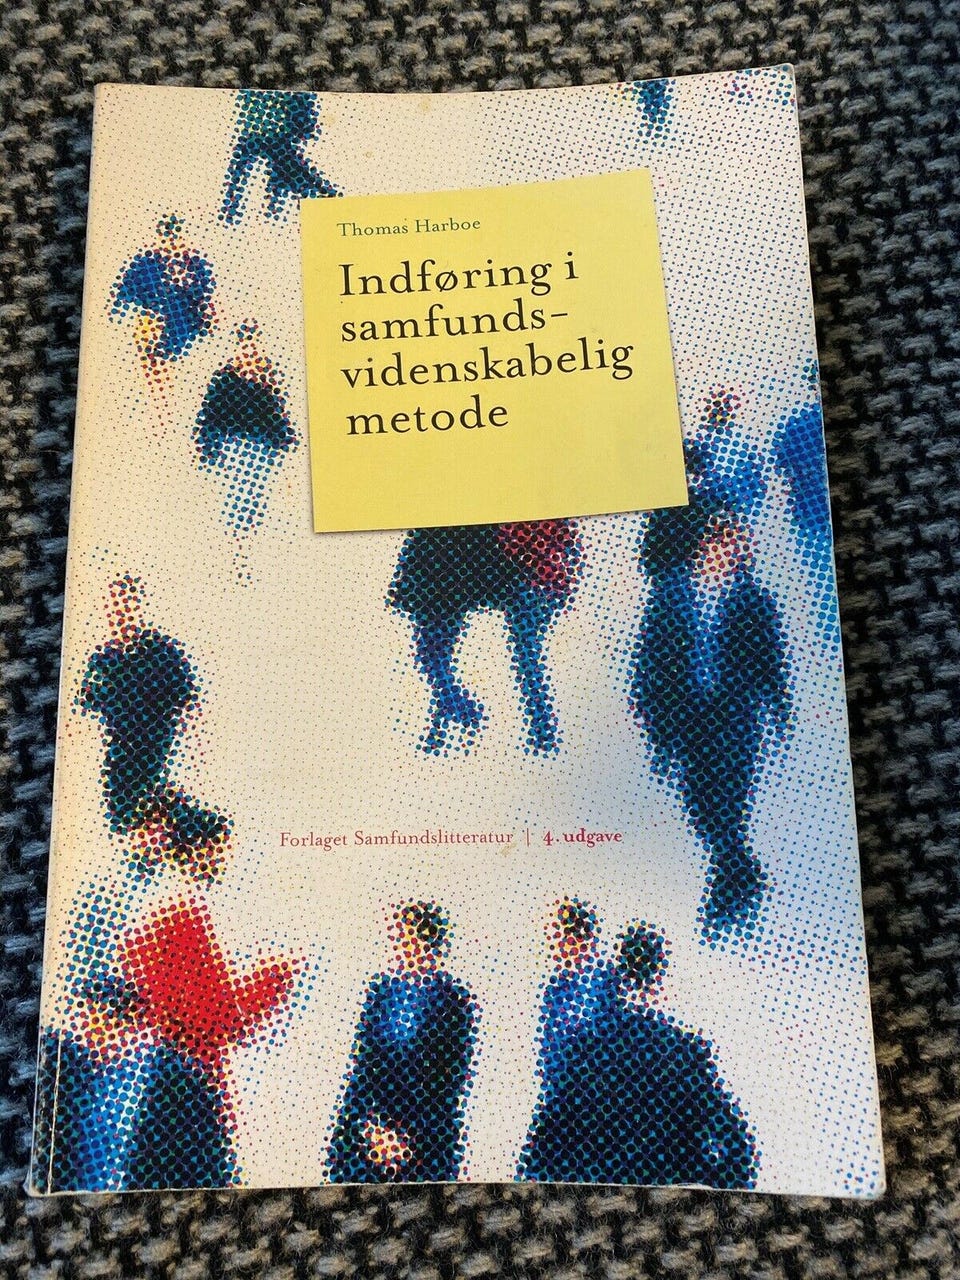 Thomas Harboe
Indføring i
samfunds-
videnskabelig
metode
Forlaget Samfundslitteratur | 4. udgave